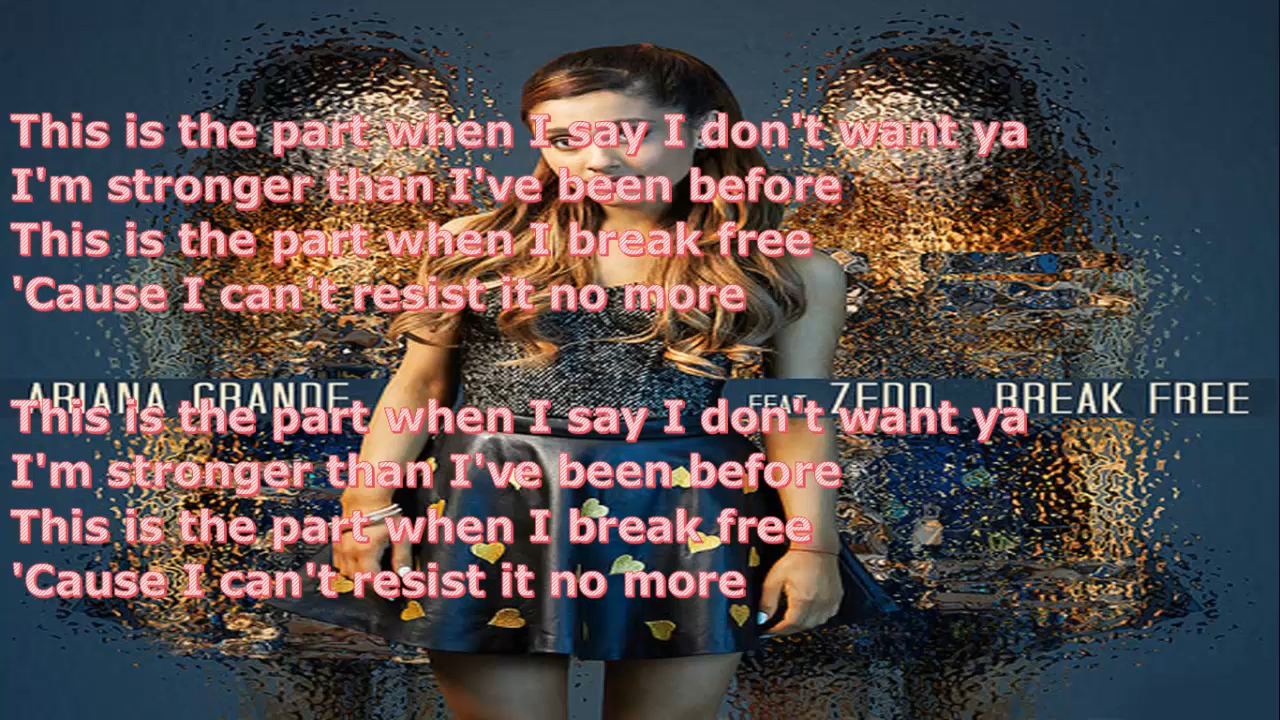 This is the part when I say I don't want ya
I'm stronger than I've been before
This is the part when I break free
'Cause I can't resist it no more
ARIANA GRANDE FEAT ZEDD BREAK FREE
This is the part when I say I don't want ya
I'm stronger than I've been before
This is the part when I break free
'Cause I can't resist it no more